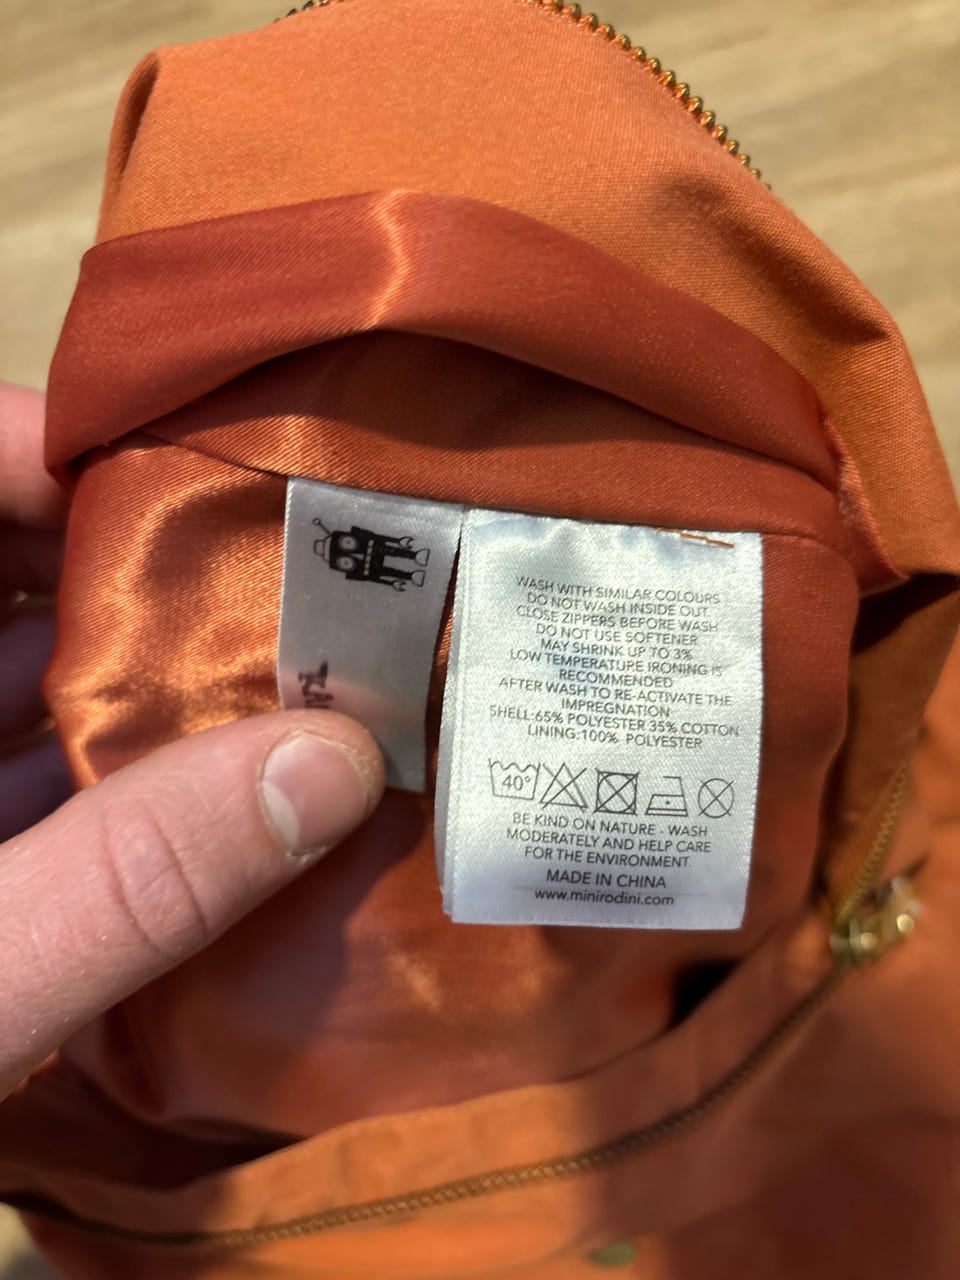 WASH WITH SIMILAR COLOURS
DO NOT WASH INSIDE OUT
CLOSE ZIPPERS BEFORE WASH
DO NOT USE SOFTENER
MAY SHRINK UP TO 3%
LOW TEMPERATURE IRONING IS
RECOMMENDED
AFTER WASH TO RE-ACTIVATE THE
IMPREGNATION
SHELL:65% POLYESTER 35% COTTON
LINING:100% POLYESTER
40°
BE KIND ON NATURE - WASH
MODERATELY AND HELP CARE
FOR THE ENVIRONMENT.
MADE IN CHINA
www.minirodini.com